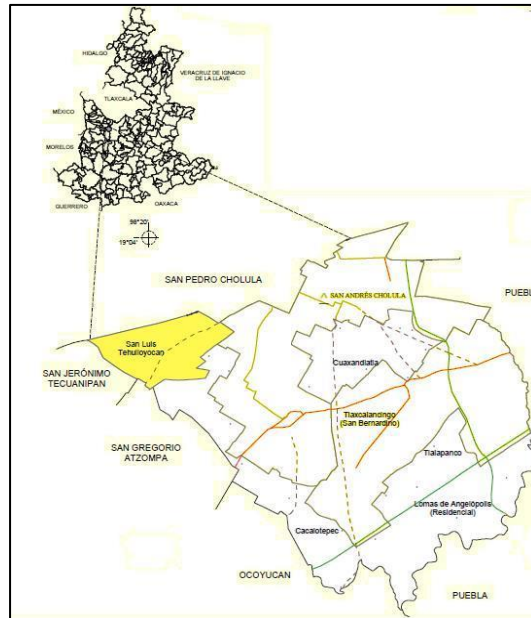 HIDALGO
VERACRUZ DE IGNACIO
DE LA LLAVE
TLAXCALA
MÉXICO
MORELOS
GUERRERO
OAXACA
98°20'
19°04'
SAN PEDRO CHOLULA
SAN ANDRÉS CHOLULA
PUEBL
San Luis
Tehuiloyocan
SAN JERÓNIMO
TECUANIPAN
Cuaxandiatla
Tlaxcalancingo
(San Bernardino)
SAN GREGORIO
ATZOMPA
Tlalapanco
Lomas de Angelópolis
(Residencial)
Cacalotepec
OCOYUCAN
PUEBLA